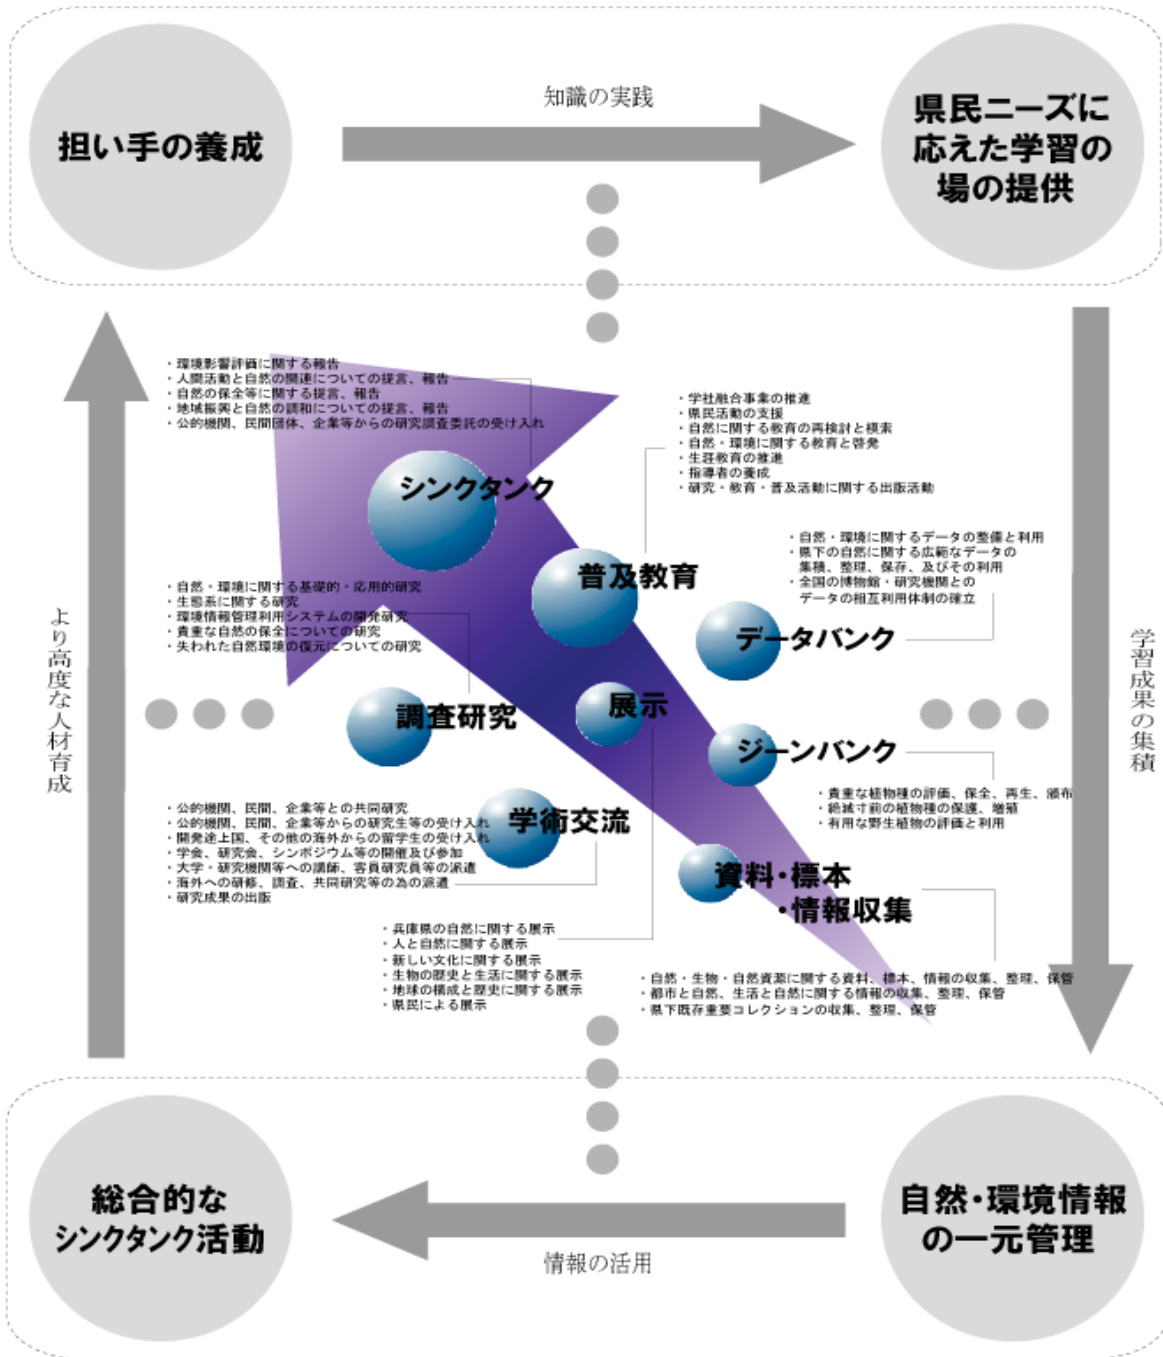 担い手の養成
知識の実践
県民ニーズに
応えた学習の
場の提供
・環境影響評価に関する報告
・人間活動と自然の関連についての提言、報告
・自然の保全等に関する提言、報告
・地域振興と自然の調和についての提言、報告
・公的機関、民間団体、企業等からの研究調査委託の受け入れ
シンクタンク
・学社融合事業の推進
・県民活動の支援
・自然に関する教育の再検討と模索
・自然・環境に関する教育と啓発
・生涯教育の推進
・指導者の養成
・研究・教育・普及活動に関する出版活動
普及教育
・自然・環境に関するデータの整備と利用
・県下の自然に関する広範なデータの
集積、整理、保存、及びその利用
・全国の博物館・研究機関との
データの相互利用体制の確立
データバンク
・自然・環境に関する基礎的・応用的研究
・生態系に関する研究
・環境情報管理利用システムの開発研究
・貴重な自然の保全についての研究
・失われた自然環境の復元についての研究
調査研究
展示
ジーンバンク
・貴重な植物種の評価、保全、再生、頒布
・絶滅寸前の植物種の保護、増殖
・有用な野生植物の評価と利用
より高度な人材育成
学習成果の集積
・公的機関、民間、企業等との共同研究
・公的機関、民間、企業等からの研究生等の受け入れ
・開発途上国、その他の海外からの留学生の受け入れ
・学会、研究会、シンポジウム等の開催及び参加
・大学・研究機関等への講師、客員研究員等の派遣
・海外への研修、調査、共同研究等の為の派遣
・研究成果の出版
学術交流
資料・標本
・情報収集
・兵庫県の自然に関する展示
・人と自然に関する展示
・新しい文化に関する展示
・生物の歴史と生活に関する展示
・地球の構成と歴史に関する展示
・県民による展示
・自然・生物・自然資源に関する資料、標本、情報の収集、整理、保管
・都市と自然、生活と自然に関する情報の収集、整理、保管
・県下既存重要コレクションの収集、整理、保管
総合的な
シンクタンク活動
情報の活用
自然・環境情報
の一元管理